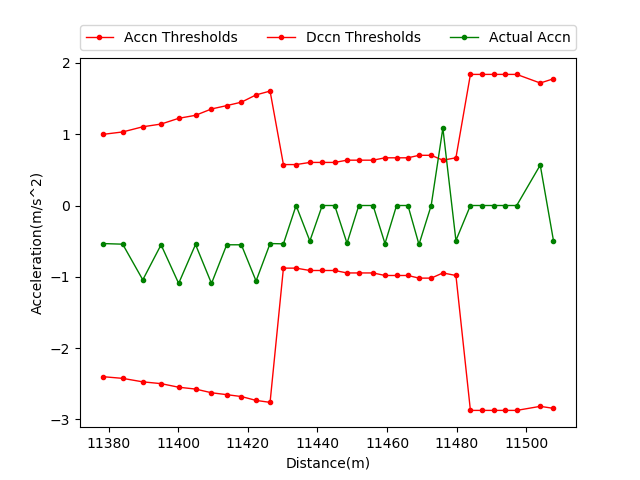 Accn Thresholds Dccn Thresholds Actual Accn
2
1
0
−1
−2
−3
Acceleration(m/s^2)
11380 11400 11420 11440 11460 11480 11500
Distance(m)